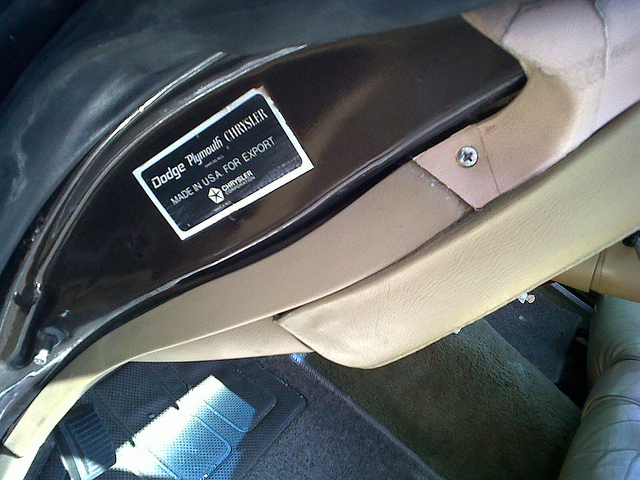 Dodge Plymouth CHRYSLER
MADE IN U.S.A. FOR EXPORT
CHRYSLER
CORPORATION